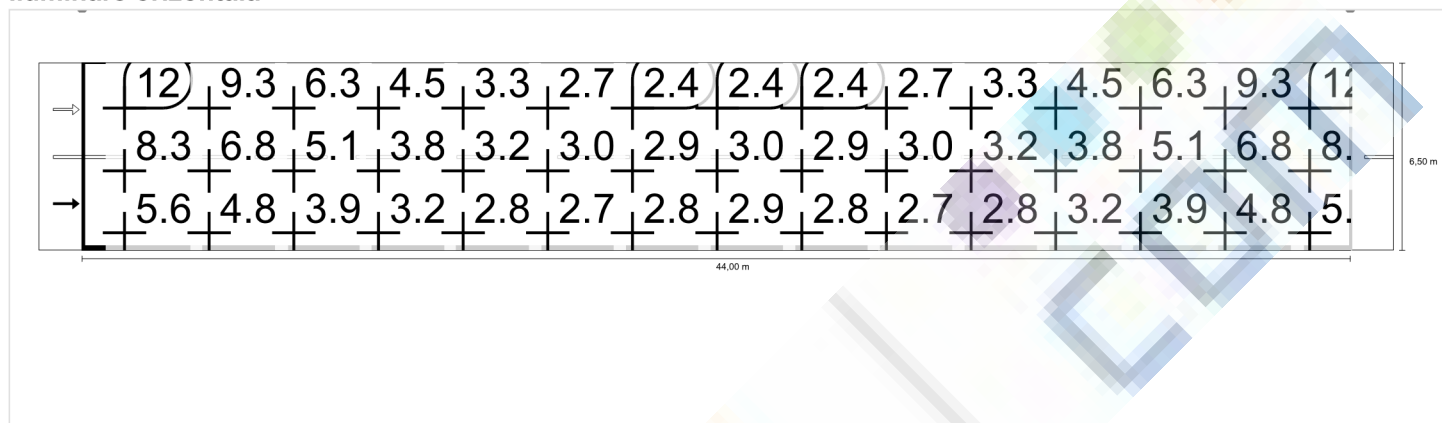 12 9.3 6.3 4.5 3.3 2.7 2.4 2.4 2.4 2.7 3.3 4.5 6.3 9.3 12
8.3 6.8 5.1 3.8 3.2 3.0 2.9 3.0 2.9 3.0 3.2 3.8 5.1 6.8 8.
6,50 m
5.6 4.8 3.9 3.2 2.8 2.7 2.8 2.9 2.8 2.7 2.8 3.2 3.9 4.8 5.
44,00 m
com